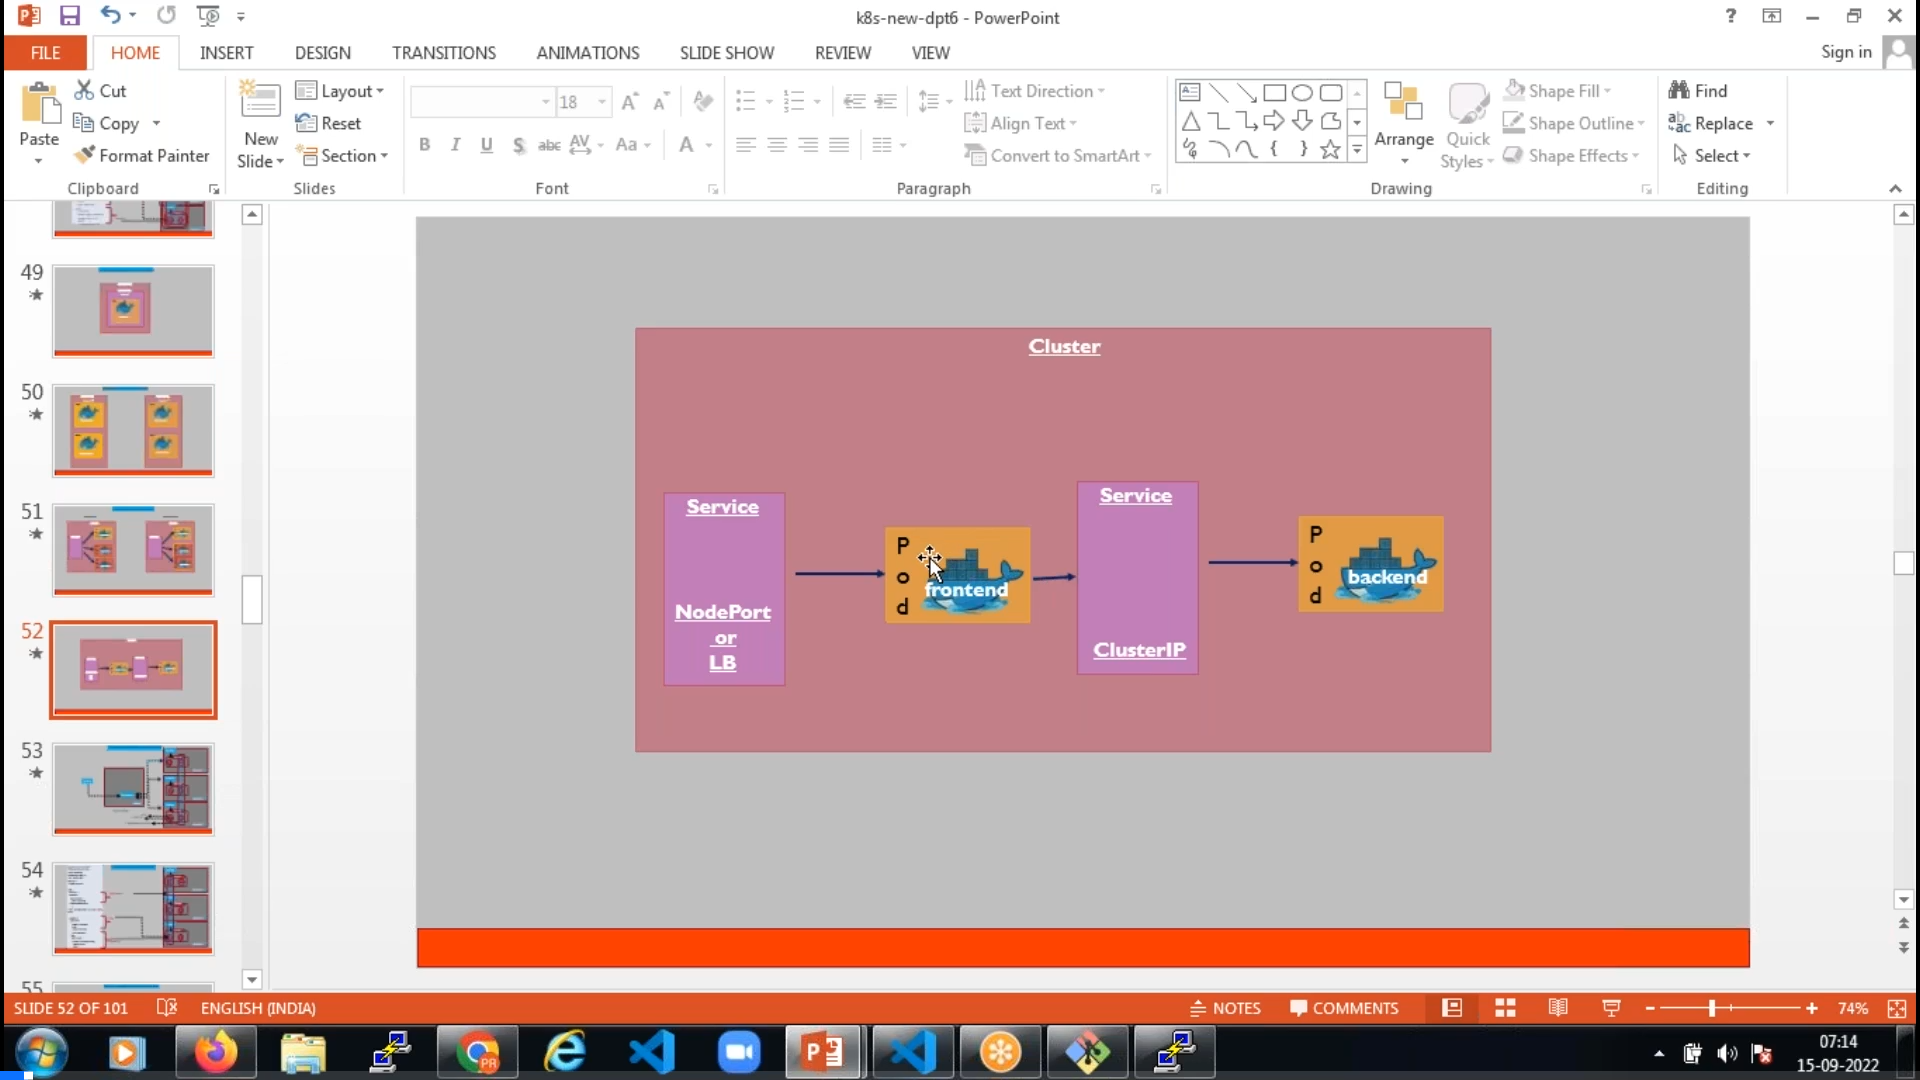 k8s-new-dpt6 - PowerPoint
FILE
HOME
INSERT
DESIGN
TRANSITIONS
ANIMATIONS
SLIDE SHOW
REVIEW
VIEW
Sign in
Paste
Cut
Copy
Format Painter
Clipboard
New
Slide
Layout
Reset
Section
Slides
18
B I U S abc AV Aa A
Font
Text Direction
Align Text
Convert to SmartArt
Paragraph
Arrange
Quick
Styles
Shape Fill
Shape Outline
Shape Effects
Drawing
Find
Replace
Select
Editing
49
50
51
52
53
54
55
Cluster
Service
NodePort
or
LB
P
o
d
frontend
Service
ClusterIP
P
o
d
backend
SLIDE 52 OF 101
ENGLISH (INDIA)
NOTES
COMMENTS
74%
07:14
15-09-2022